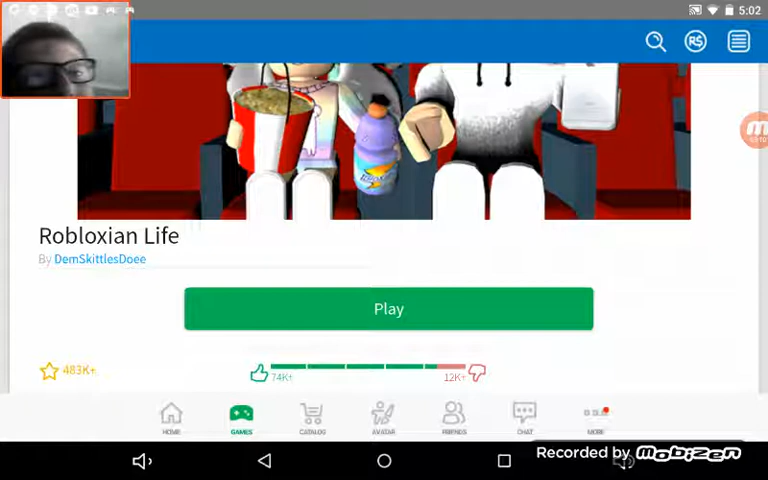 5:02
R$
M
Robloxian Life
By DemSkittlesDoee
Play
483K+
74K+
12K+
HOME
GAMES
CATALOG
AVATAR
FRIENDS
CHAT
MORE
Recorded by Mobizen